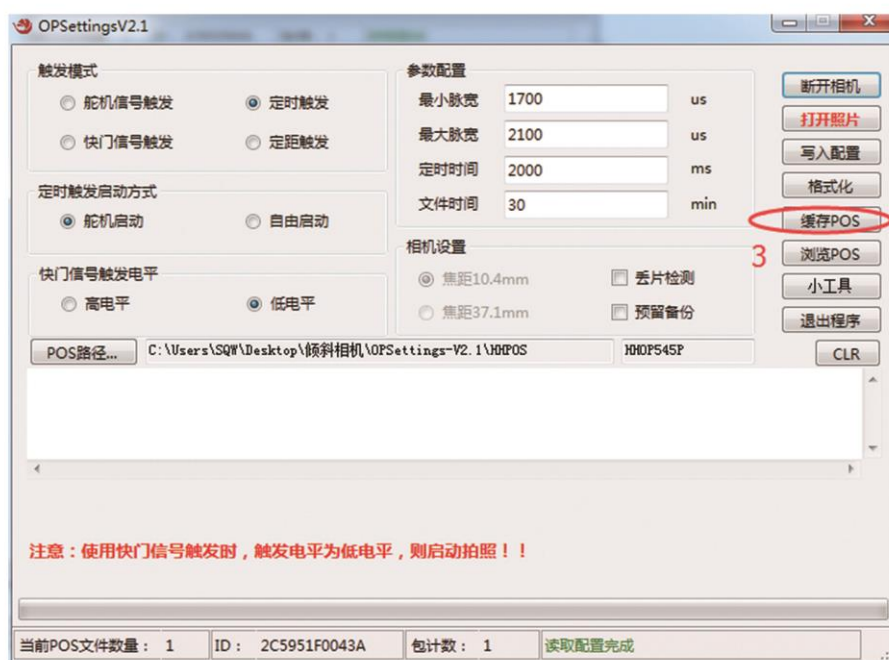 OPSettingsV2.1
触发模式
舵机信号触发 定时触发
快门信号触发 定距触发
定时触发启动方式
舵机启动 自由启动
快门信号触发电平
高电平 低电平
参数配置
最小脉宽 1700 us
最大脉宽 2100 us
定时时间 2000 ms
文件时间 30 min
相机设置
焦距10.4mm 丢片检测
焦距37.1mm 预留备份
断开相机
打开照片
写入配置
格式化
缓存POS
3
浏览POS
小工具
退出程序
POS路径... C:\Users\SQW\Desktop\倾斜相机\OPSettings-V2.1\HHPOS HHOP545P CLR
注意：使用快门信号触发时，触发电平为低电平，则启动拍照！！
当前POS文件数量： 1 ID： 2C5951F0043A 包计数： 1 读取配置完成